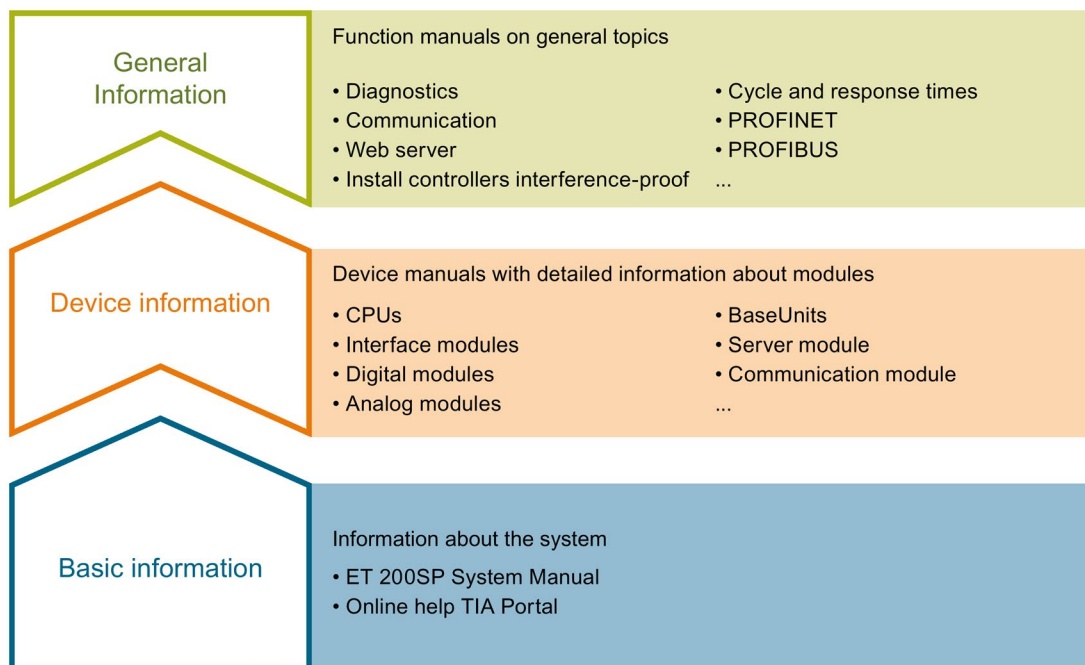 General
Information
Function manuals on general topics
• Diagnostics
• Communication
• Web server
• Install controllers interference-proof
• Cycle and response times
• PROFINET
• PROFIBUS
...
Device information
Device manuals with detailed information about modules
• CPUs
• Interface modules
• Digital modules
• Analog modules
• BaseUnits
• Server module
• Communication module
...
Basic information
Information about the system
• ET 200SP System Manual
• Online help TIA Portal